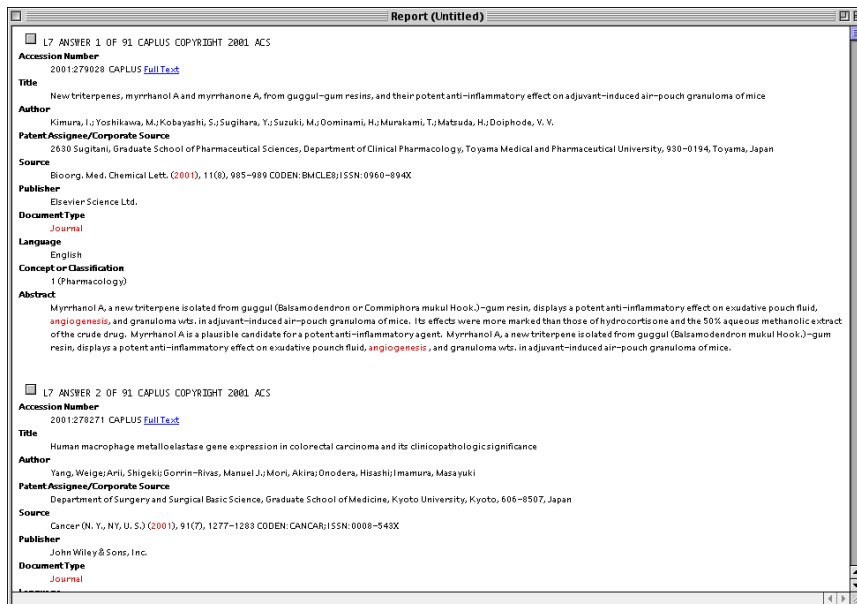 Report (Untitled)
L7 ANSWER 1 OF 91 CAPLUS COPYRIGHT 2001 ACS
Accession Number
2001:279028 CAPLUS Full Text
Title
New triterpenes, myrrhanol A and myrrhanone A, from guggul-gum resins, and their potent anti-inflammatory effect on adjuvant-induced air-pouch granuloma of mice
Author
Kimura, I.; Yoshikawa, M.; Kobayashi, S.; Sugihara, Y.; Suzuki, M.; Oominami, H.; Murakami, T.; Matsuda, H.; Doiphode, V. V.
Patent Assignee/Corporate Source
2630 Sugitani, Graduate School of Pharmaceutical Sciences, Department of Clinical Pharmacology, Toyama Medical and Pharmaceutical University, 930-0194, Toyama, Japan
Source
Bioorg. Med. Chemical Lett. (2001), 11(8), 985-989 CODEN: BMCLE8; ISSN: 0960-894X
Publisher
Elsevier Science Ltd.
Document Type
Journal
Language
English
Concept or Classification
1 (Pharmacology)
Abstract
Myrrhanol A, a new triterpene isolated from guggul (Balsamodendron or Commiphora mukul Hook.)-gum resin, displays a potent anti-inflammatory effect on exudative pouch fluid,
angiogenesis, and granuloma wts. in adjuvant-induced air-pouch granuloma of mice. Its effects were more marked than those of hydrocortisone and the 50% aqueous methanolic extract
of the crude drug. Myrrhanol A is a plausible candidate for a potent anti-inflammatory agent. Myrrhanol A, a new triterpene isolated from guggul (Balsamodendron mukul Hook.)-gum
resin, displays a potent anti-inflammatory effect on exudative pounch fluid, angiogenesis , and granuloma wts. in adjuvant-induced air-pouch granuloma of mice.
L7 ANSWER 2 OF 91 CAPLUS COPYRIGHT 2001 ACS
Accession Number
2001:278271 CAPLUS Full Text
Title
Human macrophage metalloelastase gene expression in colorectal carcinoma and its clinicopathologic significance
Author
Yang, Weige; Arii, Shigeki; Gorrin-Rivas, Manuel J.; Mori, Akira; Onodera, Hisashi; Imamura, Masayuki
Patent Assignee/Corporate Source
Department of Surgery and Surgical Basic Science, Graduate School of Medicine, Kyoto University, Kyoto, 606-8507, Japan
Source
Cancer (N. Y., NY, U. S.) (2001), 91(7), 1277-1283 CODEN: CANCAR; ISSN: 0008-543X
Publisher
John Wiley & Sons, Inc.
Document Type
Journal
Language